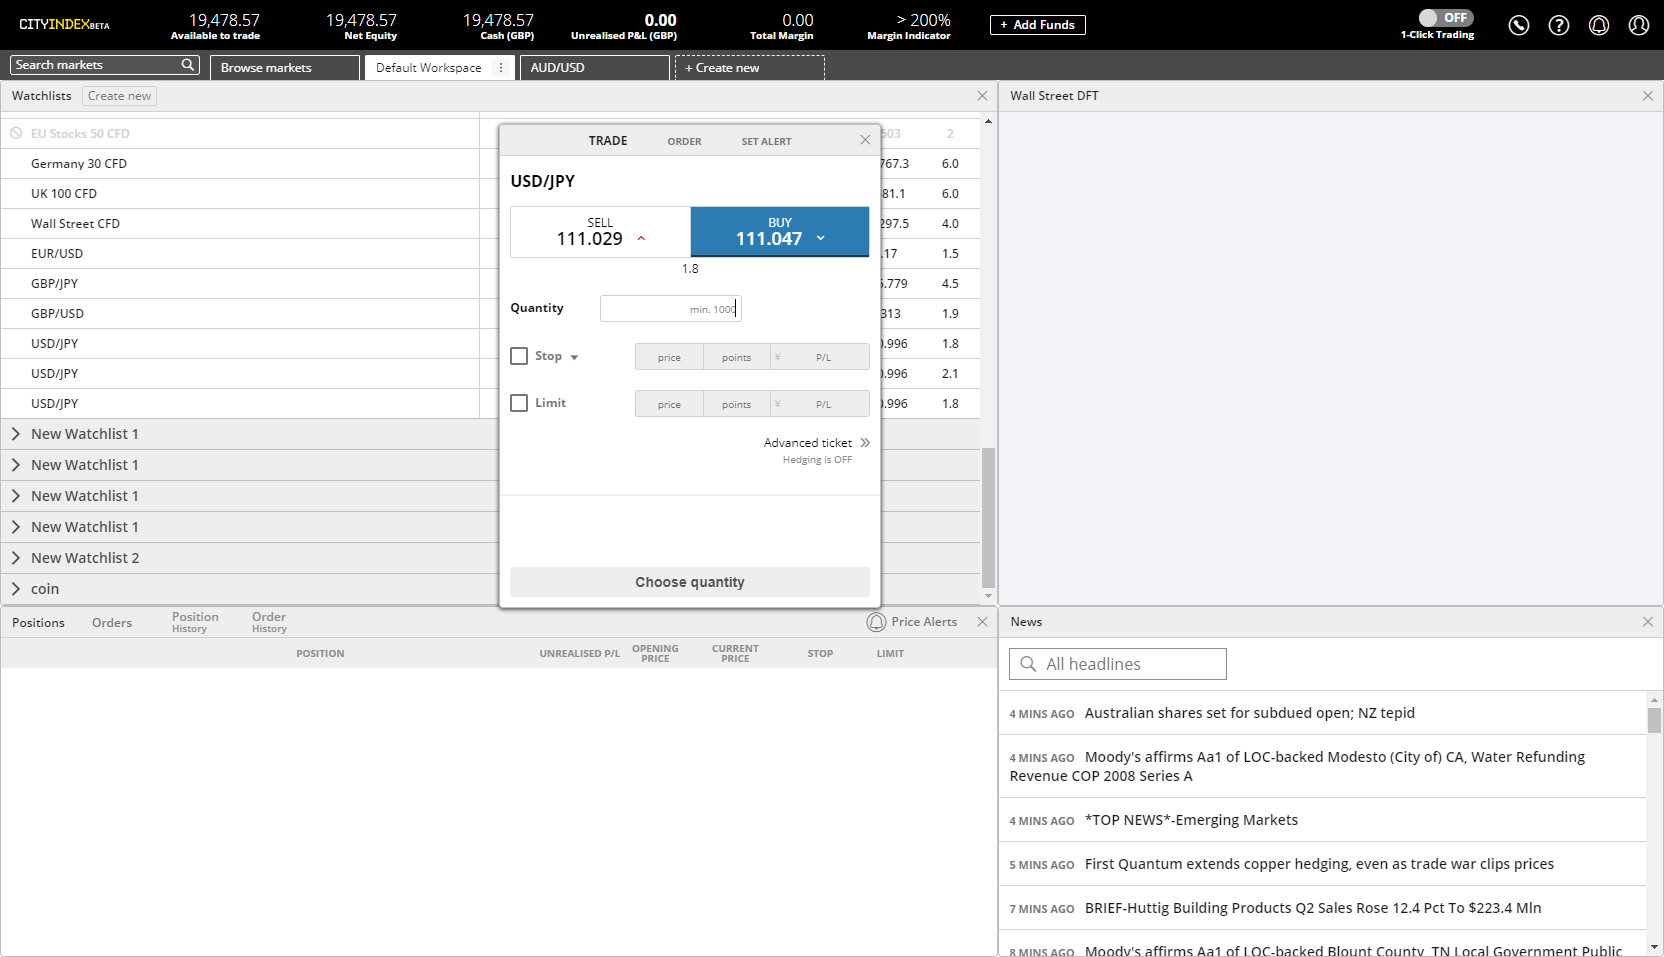 CITYINDEX BETA
19,478.57
Available to trade
19,478.57
Net Equity
19,478.57
Cash (GBP)
0.00
Unrealised P&L (GBP)
0.00
Total Margin
> 200%
Margin Indicator
+ Add Funds
OFF
1-Click Trading
Search markets
Browse markets
Default Workspace
AUD/USD
+ Create new
Watchlists
Create new
EU Stocks 50 CFD 503 2
Germany 30 CFD 767.3 6.0
UK 100 CFD 81.1 6.0
Wall Street CFD 297.5 4.0
EUR/USD .17 1.5
GBP/JPY .779 4.5
GBP/USD 313 1.9
USD/JPY .996 1.8
USD/JPY .996 2.1
USD/JPY .996 1.8
New Watchlist 1
New Watchlist 1
New Watchlist 1
New Watchlist 1
New Watchlist 2
coin
TRADE ORDER SET ALERT
USD/JPY
SELL
111.029
BUY
111.047
1.8
Quantity min. 1000
Stop price points ¥ P/L
Limit price points ¥ P/L
Advanced ticket
Hedging is OFF
Choose quantity
Wall Street DFT
Positions
Orders
Position History
Order History
Price Alerts
POSITION
UNREALISED P/L
OPENING PRICE
CURRENT PRICE
STOP
LIMIT
News
All headlines
4 MINS AGO Australian shares set for subdued open; NZ tepid
4 MINS AGO Moody's affirms Aa1 of LOC-backed Modesto (City of) CA, Water Refunding
Revenue COP 2008 Series A
4 MINS AGO *TOP NEWS*-Emerging Markets
5 MINS AGO First Quantum extends copper hedging, even as trade war clips prices
7 MINS AGO BRIEF-Huttig Building Products Q2 Sales Rose 12.4 Pct To $223.4 Mln
8 MINS AGO Moody's affirms Aa1 of LOC-backed Blount County, TN Local Government Public